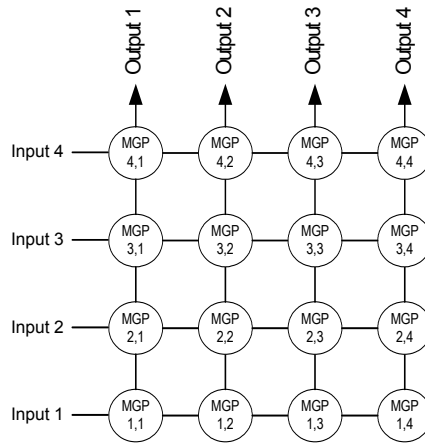 Output 1
Output 2
Output 3
Output 4
Input 4
MGP
4,1
MGP
4,2
MGP
4,3
MGP
4,4
Input 3
MGP
3,1
MGP
3,2
MGP
3,3
MGP
3,4
Input 2
MGP
2,1
MGP
2,2
MGP
2,3
MGP
2,4
Input 1
MGP
1,1
MGP
1,2
MGP
1,3
MGP
1,4